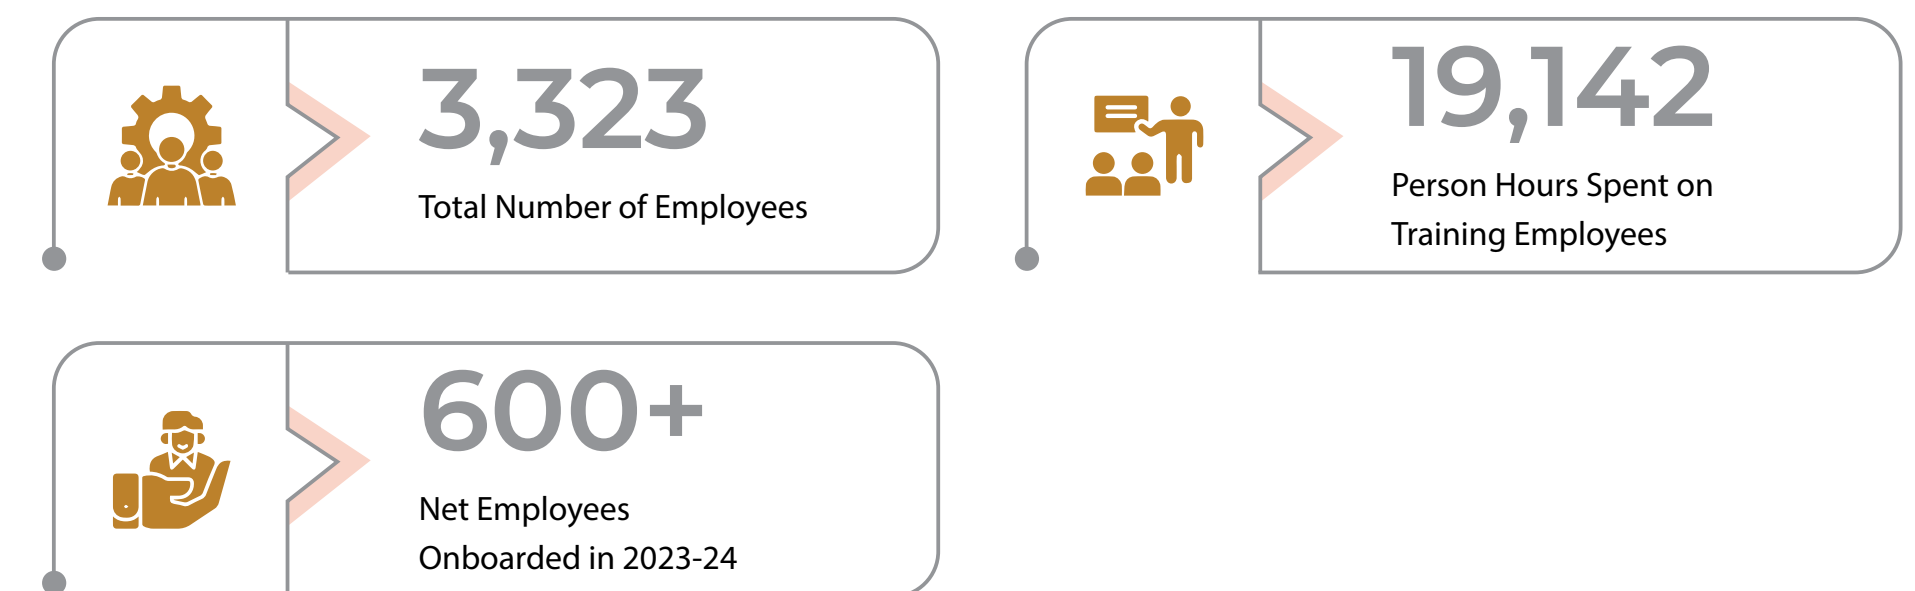 3,323
Total Number of Employees
19,142
Person Hours Spent on
Training Employees
600+
Net Employees
Onboarded in 2023-24